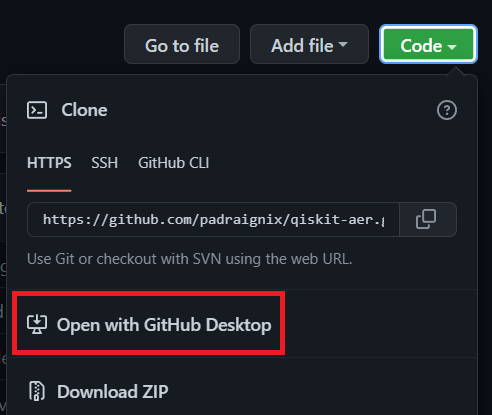 Go to file Add file Code
Clone
HTTPS SSH GitHub CLI
https://github.com/padraignix/qiskit-aer.g
Use Git or checkout with SVN using the web URL.
Open with GitHub Desktop
Download ZIP